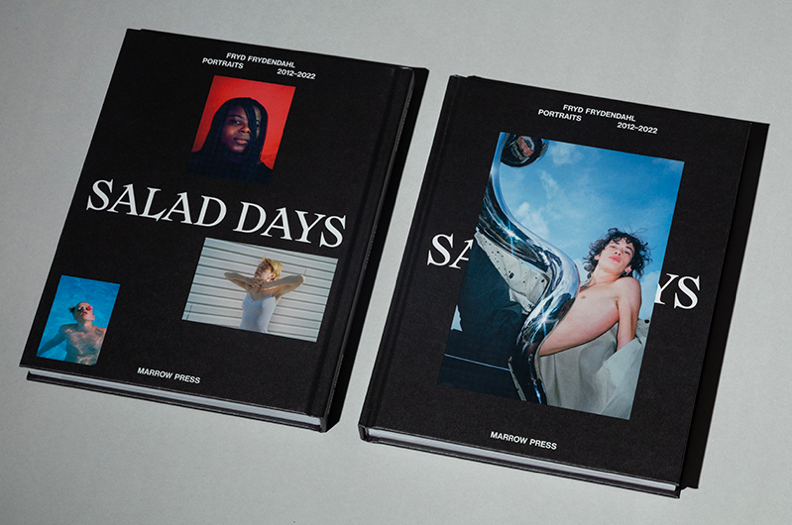 FRYD FRYDENDAHL
PORTRAITS 2012–2022
SALAD DAYS
MARROW PRESS
FRYD FRYDENDAHL
PORTRAITS 2012–2022
SA YS
MARROW PRESS